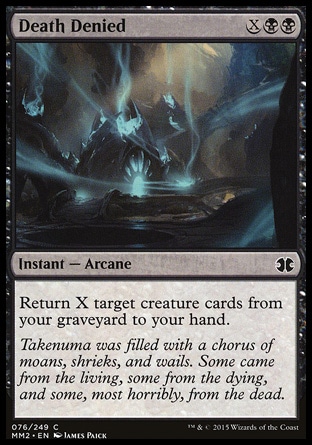 Death Denied X
Instant — Arcane
Return X target creature cards from
your graveyard to your hand.
Takenuma was filled with a chorus of
moans, shrieks, and wails. Some came
from the living, some from the dying,
and some, most horribly, from the dead.
076/249 C
MM2 • EN James Paick ™ & © 2015 Wizards of the Coast